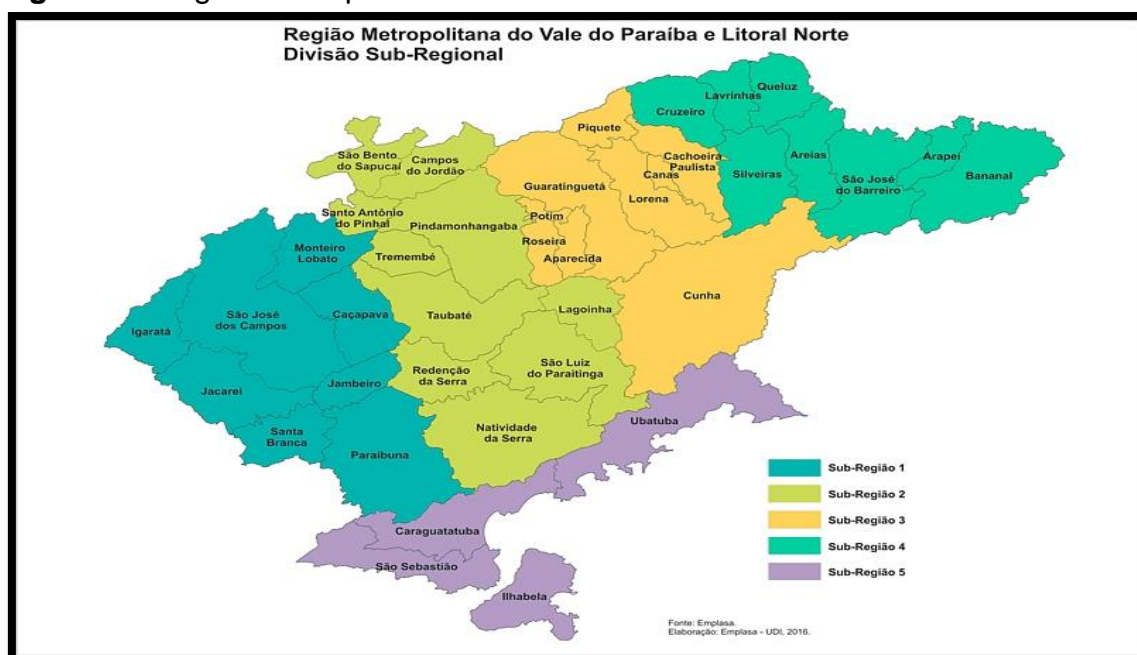 Região Metropolitana do Vale do Paraíba e Litoral Norte
Divisão Sub-Regional
Queluz
Lavrinhas
Cruzeiro
Piquete
Areias
Arapeí
Bananal
São José
do Barreiro
Silveiras
Cachoeira
Paulista
Canas
Lorena
Guaratinguetá
Potim
Roseira
Aparecida
Cunha
São Bento
do Sapucaí
Campos
do Jordão
Santo Antônio
do Pinhal
Pindamonhangaba
Tremembé
Taubaté
Lagoinha
Redenção
da Serra
São Luiz
do Paraitinga
Natividade
da Serra
Monteiro
Lobato
São José
dos Campos
Caçapava
Igaratá
Jacareí
Jambeiro
Santa
Branca
Paraibuna
Ubatuba
Caraguatatuba
São Sebastião
Ilhabela
Sub-Região 1
Sub-Região 2
Sub-Região 3
Sub-Região 4
Sub-Região 5
Fonte: Emplasa.
Elaboração: Emplasa - UDI, 2016.